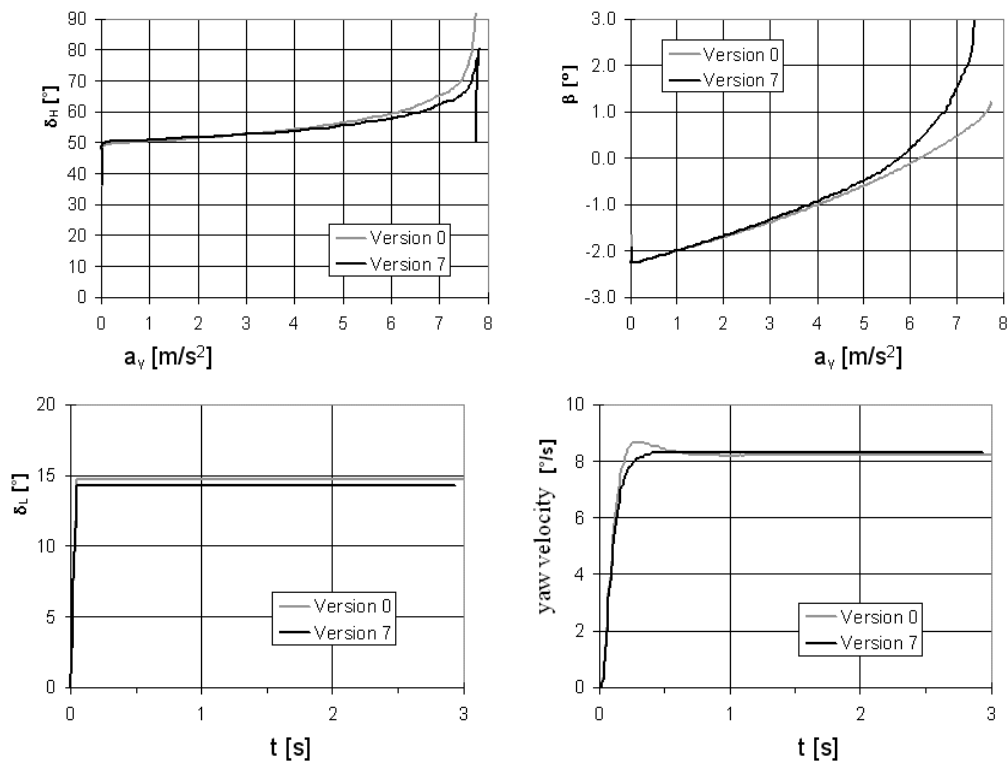 90
80
70
60
50
40
30
20
10
0
δH [°]
Version 0
Version 7
0 1 2 3 4 5 6 7 8
ay [m/s²]
3.0
2.0
1.0
0.0
-1.0
-2.0
-3.0
β [°]
Version 0
Version 7
0 1 2 3 4 5 6 7 8
ay [m/s²]
20
15
10
5
0
δL [°]
Version 0
Version 7
0 1 2 3
t [s]
10
8
6
4
2
0
yaw velocity [°/s]
Version 0
Version 7
0 1 2 3
t [s]